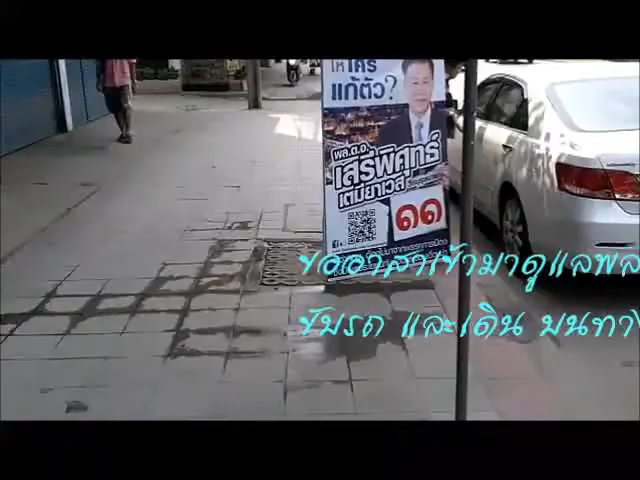 ให้ใคร
แก้ตัว?
พล.ต.อ.
เสรีพิศุทธ์
เตมียาเวส
๑๑
ขออาสาเข้ามาดูแลพล
ขับรถ และเดิน บนทา